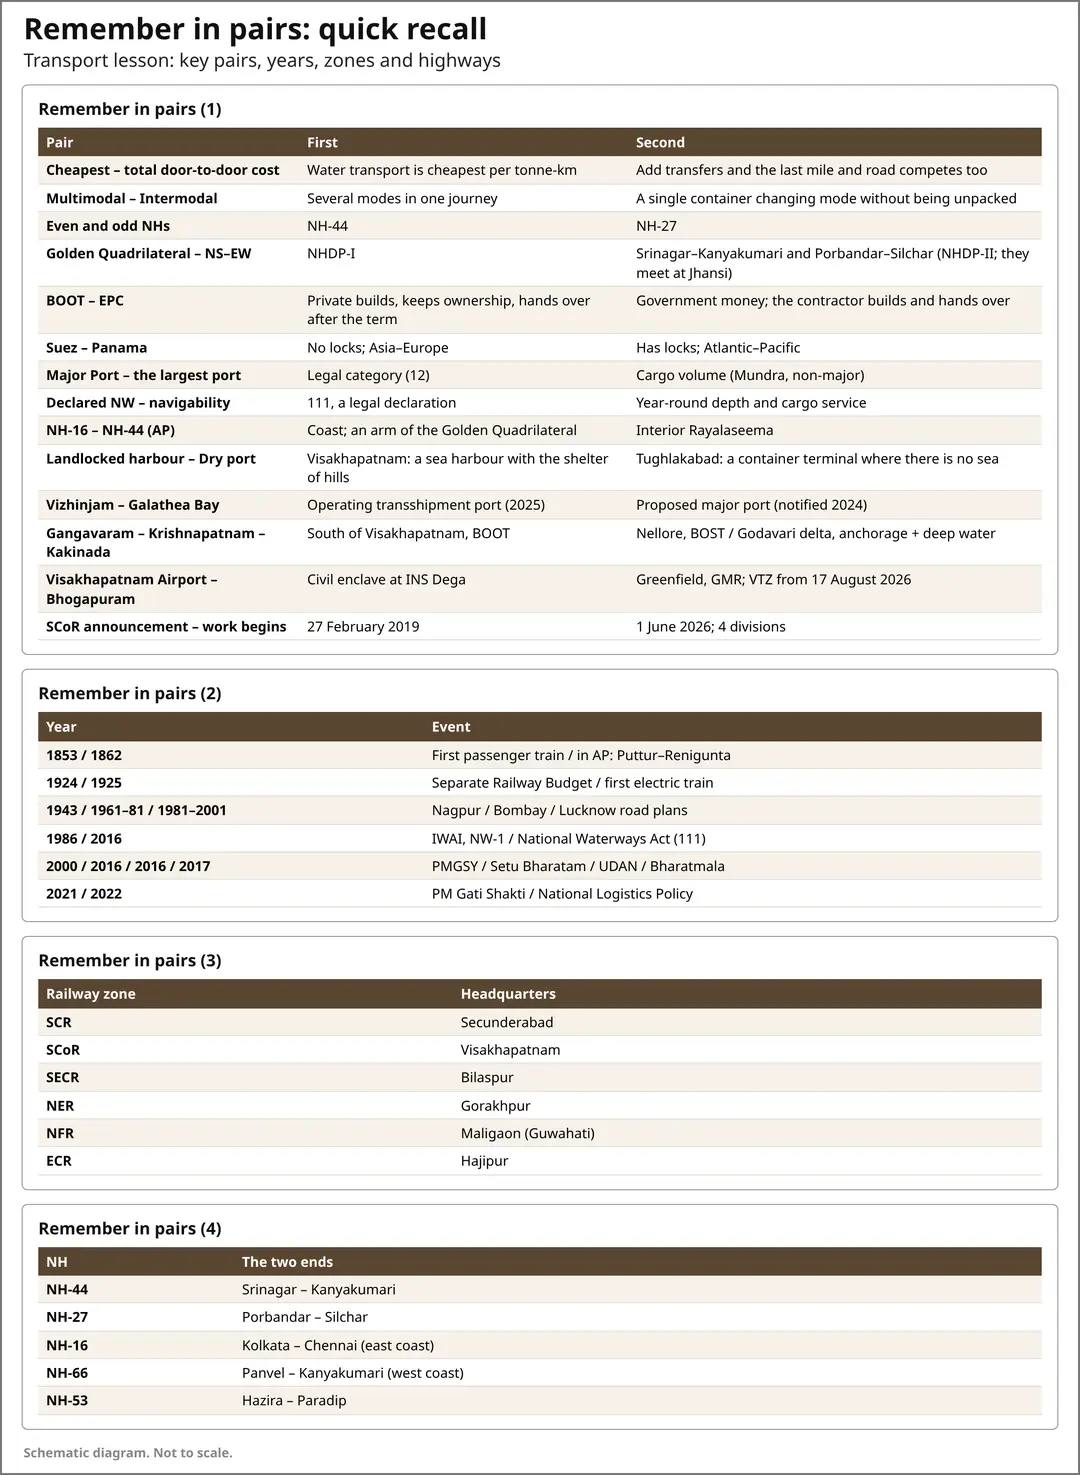 Remember in pairs: quick recall
Transport lesson: key pairs, years, zones and highways
Remember in pairs (1)
Pair First Second
Cheapest – total door-to-door cost Water transport is cheapest per tonne-km Add transfers and the last mile and road competes too
Multimodal – Intermodal Several modes in one journey A single container changing mode without being unpacked
Even and odd NHs NH-44 NH-27
Golden Quadrilateral – NS–EW NHDP-I Srinagar–Kanyakumari and Porbandar–Silchar (NHDP-II; they
meet at Jhansi)
BOOT – EPC Private builds, keeps ownership, hands over Government money; the contractor builds and hands over
after the term
Suez – Panama No locks; Asia–Europe Has locks; Atlantic–Pacific
Major Port – the largest port Legal category (12) Cargo volume (Mundra, non-major)
Declared NW – navigability 111, a legal declaration Year-round depth and cargo service
NH-16 – NH-44 (AP) Coast; an arm of the Golden Quadrilateral Interior Rayalaseema
Landlocked harbour – Dry port Visakhapatnam: a sea harbour with the shelter Tughlakabad: a container terminal where there is no sea
of hills
Vizhinjam – Galathea Bay Operating transshipment port (2025) Proposed major port (notified 2024)
Gangavaram – Krishnapatnam – South of Visakhapatnam, BOOT Nellore, BOST / Godavari delta, anchorage + deep water
Kakinada
Visakhapatnam Airport – Civil enclave at INS Dega Greenfield, GMR; VTZ from 17 August 2026
Bhogapuram
SCoR announcement – work begins 27 February 2019 1 June 2026; 4 divisions
Remember in pairs (2)
Year Event
1853 / 1862 First passenger train / in AP: Puttur–Renigunta
1924 / 1925 Separate Railway Budget / first electric train
1943 / 1961–81 / 1981–2001 Nagpur / Bombay / Lucknow road plans
1986 / 2016 IWAI, NW-1 / National Waterways Act (111)
2000 / 2016 / 2016 / 2017 PMGSY / Setu Bharatam / UDAN / Bharatmala
2021 / 2022 PM Gati Shakti / National Logistics Policy
Remember in pairs (3)
Railway zone Headquarters
SCR Secunderabad
SCoR Visakhapatnam
SECR Bilaspur
NER Gorakhpur
NFR Maligaon (Guwahati)
ECR Hajipur
Remember in pairs (4)
NH The two ends
NH-44 Srinagar – Kanyakumari
NH-27 Porbandar – Silchar
NH-16 Kolkata – Chennai (east coast)
NH-66 Panvel – Kanyakumari (west coast)
NH-53 Hazira – Paradip
Schematic diagram. Not to scale.